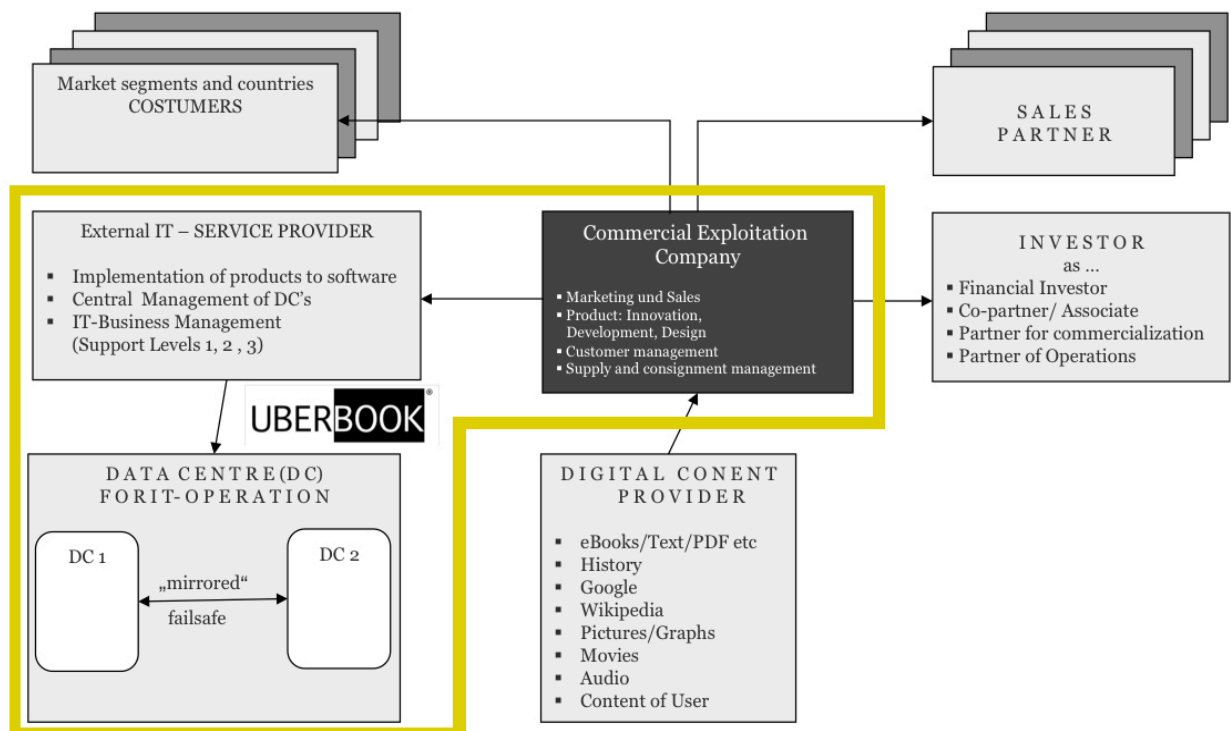 Market segments and countries
COSTUMERS
SALES
PARTNER
External IT – SERVICE PROVIDER
▪ Implementation of products to software
▪ Central Management of DC's
▪ IT-Business Management
(Support Levels 1, 2 , 3)
Commercial Exploitation
Company
▪ Marketing und Sales
▪ Product: Innovation,
Development, Design
▪ Customer management
▪ Supply and consignment management
INVESTOR
as ...
▪ Financial Investor
▪ Co-partner/ Associate
▪ Partner for commercialization
▪ Partner of Operations
UBERBOOK®
DATA CENTRE(DC)
FORIT-OPERATION
DC 1
DC 2
„mirrored“
failsafe
DIGITAL CONENT
PROVIDER
▪ eBooks/Text/PDF etc
▪ History
▪ Google
▪ Wikipedia
▪ Pictures/Graphs
▪ Movies
▪ Audio
▪ Content of User